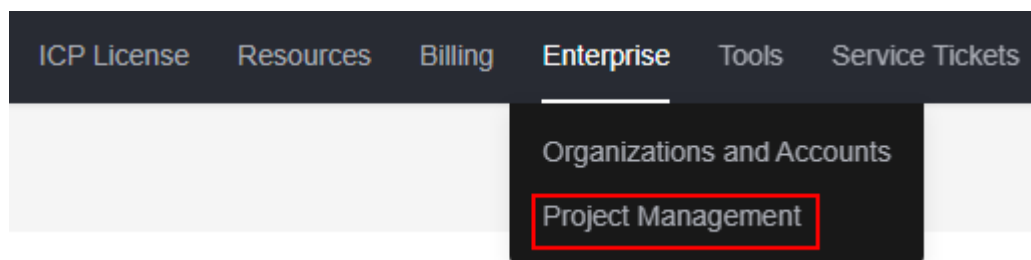 ICP License Resources Billing Enterprise Tools Service Tickets
Organizations and Accounts
Project Management